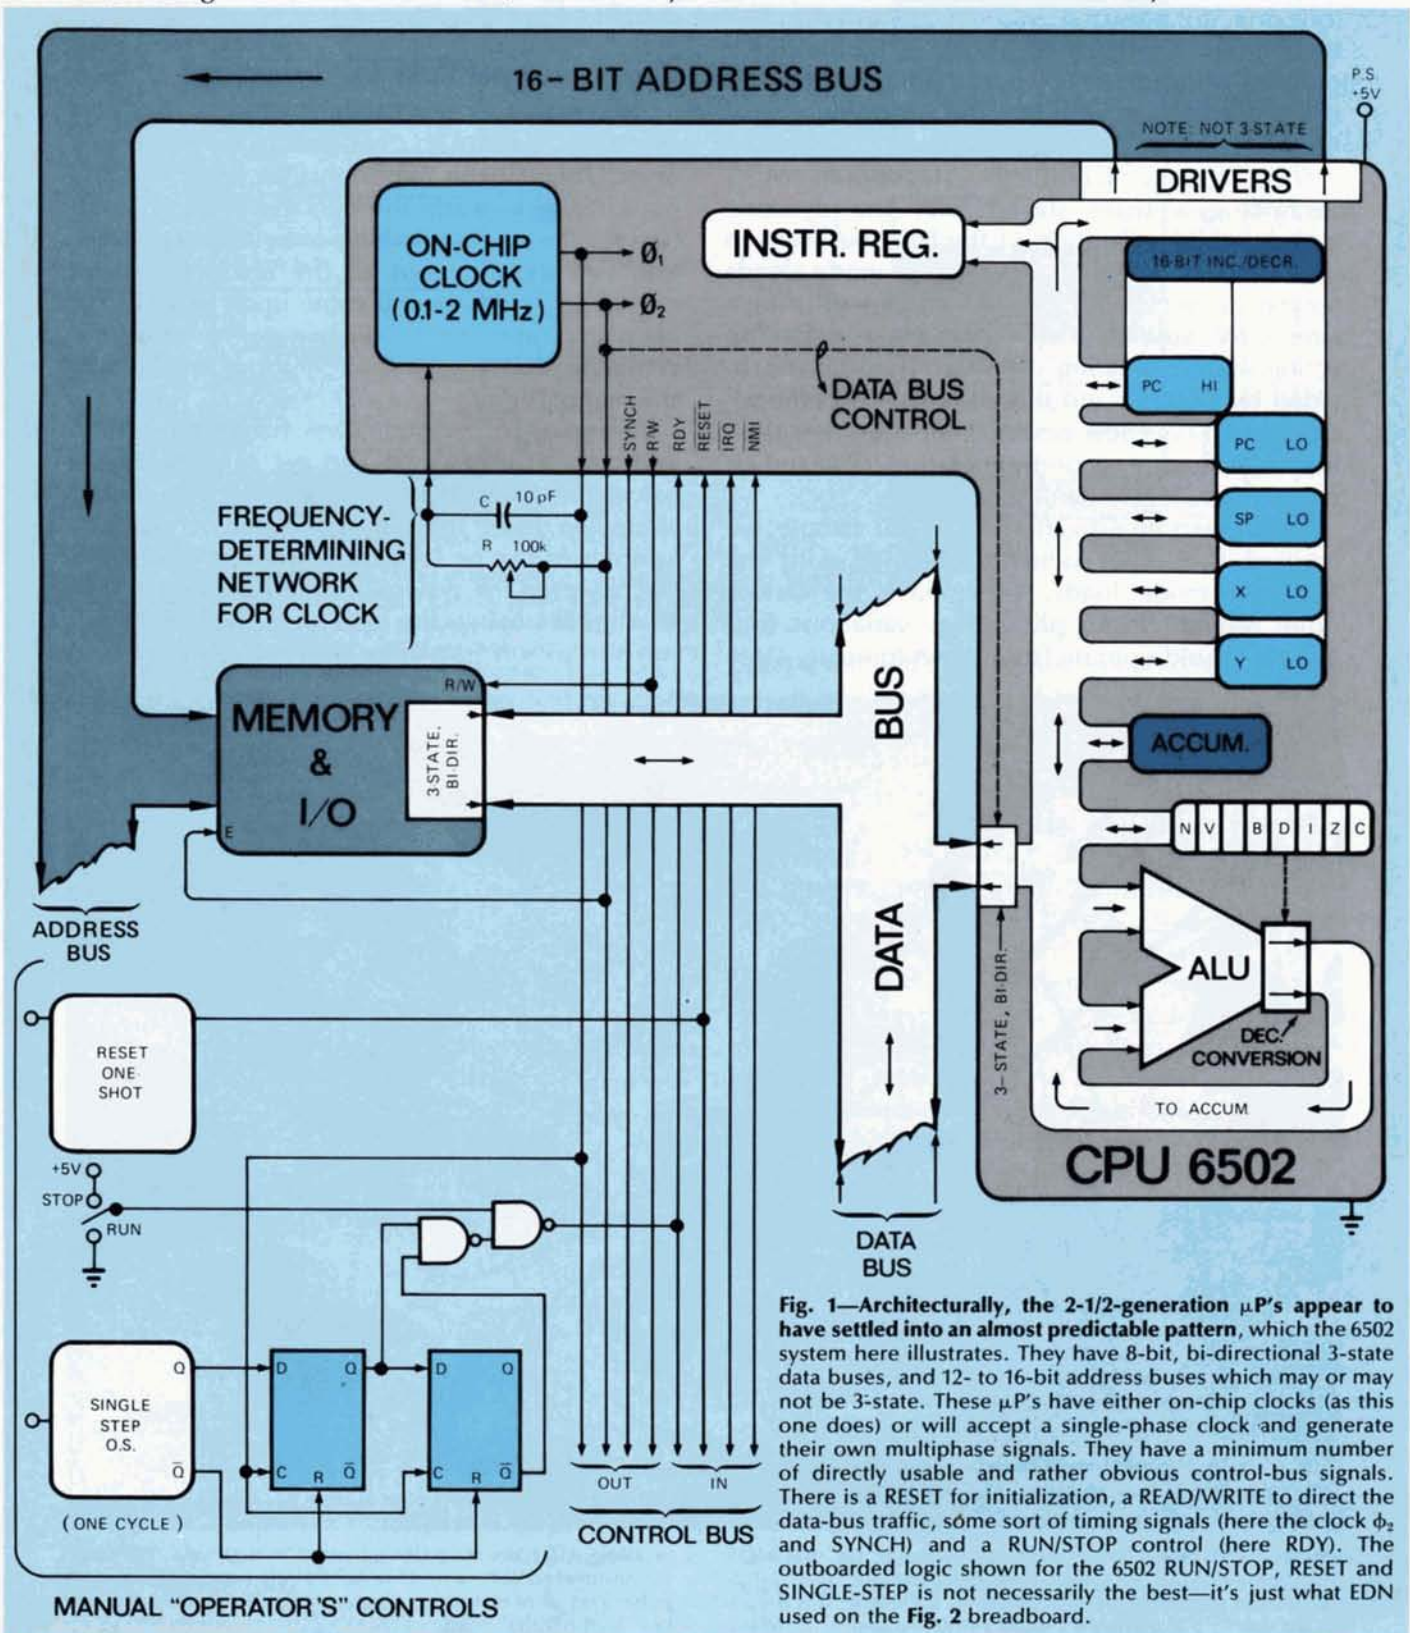 16-BIT ADDRESS BUS
P.S.
+5V
NOTE: NOT 3-STATE
DRIVERS
ON-CHIP
CLOCK
(0.1-2 MHz)
Ø₁
Ø₂
INSTR. REG.
16-BIT INC./DECR.
DATA BUS
CONTROL
PC HI
PC LO
SP LO
X LO
Y LO
SYNCH
R/W
RDY
RESET
IRQ
NMI
FREQUENCY-
DETERMINING
NETWORK
FOR CLOCK
C 10 pF
R 100k
R/W
MEMORY
&
I/O
3-STATE,
BI-DIR.
E
BUS
DATA
ACCUM.
N V B D I Z C
ALU
DEC.
CONVERSION
3-STATE, BI-DIR.
TO ACCUM
CPU 6502
ADDRESS
BUS
RESET
ONE-
SHOT
+5V
STOP
RUN
DATA
BUS
SINGLE
STEP
O.S.
Q
Q̅
D Q
C R Q̅
D Q
C R Q̅
(ONE CYCLE)
OUT IN
CONTROL BUS
MANUAL "OPERATOR'S" CONTROLS
Fig. 1—Architecturally, the 2-1/2-generation μP's appear to
have settled into an almost predictable pattern, which the 6502
system here illustrates. They have 8-bit, bi-directional 3-state
data buses, and 12- to 16-bit address buses which may or may
not be 3-state. These μP's have either on-chip clocks (as this
one does) or will accept a single-phase clock and generate
their own multiphase signals. They have a minimum number
of directly usable and rather obvious control-bus signals.
There is a RESET for initialization, a READ/WRITE to direct the
data-bus traffic, some sort of timing signals (here the clock ϕ₂
and SYNCH) and a RUN/STOP control (here RDY). The
outboarded logic shown for the 6502 RUN/STOP, RESET and
SINGLE-STEP is not necessarily the best—it's just what EDN
used on the Fig. 2 breadboard.